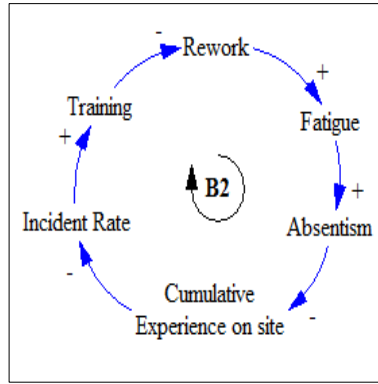 -
Rework
+
Training
Fatigue
+
+
B2
Incident Rate
Absentism
-
Cumulative
Experience on site
-